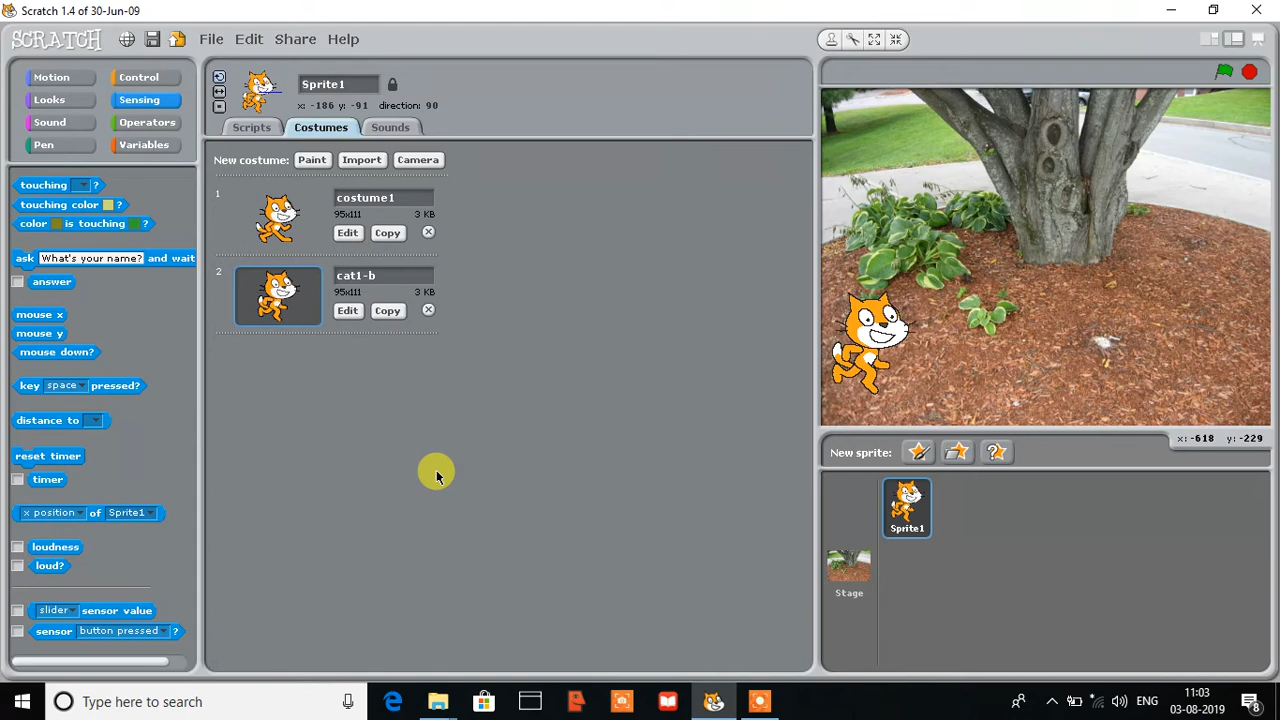 Scratch 1.4 of 30-Jun-09
SCRATCH File Edit Share Help
Motion Control
Looks Sensing
Sound Operators
Pen Variables
touching ?
touching color ?
color is touching ?
ask What's your name? and wait
answer
mouse x
mouse y
mouse down?
key space pressed?
distance to
reset timer
timer
x position of Sprite1
loudness
loud?
slider sensor value
sensor button pressed ?
Sprite1
x: -186 y: -91 direction: 90
Scripts Costumes Sounds
New costume: Paint Import Camera
1
costume1
95x111 3 KB
Edit Copy
2
cat1-b
95x111 3 KB
Edit Copy
x: -618 y: -229
New sprite:
Sprite1
Stage
Type here to search
ENG
11:03
03-08-2019
8